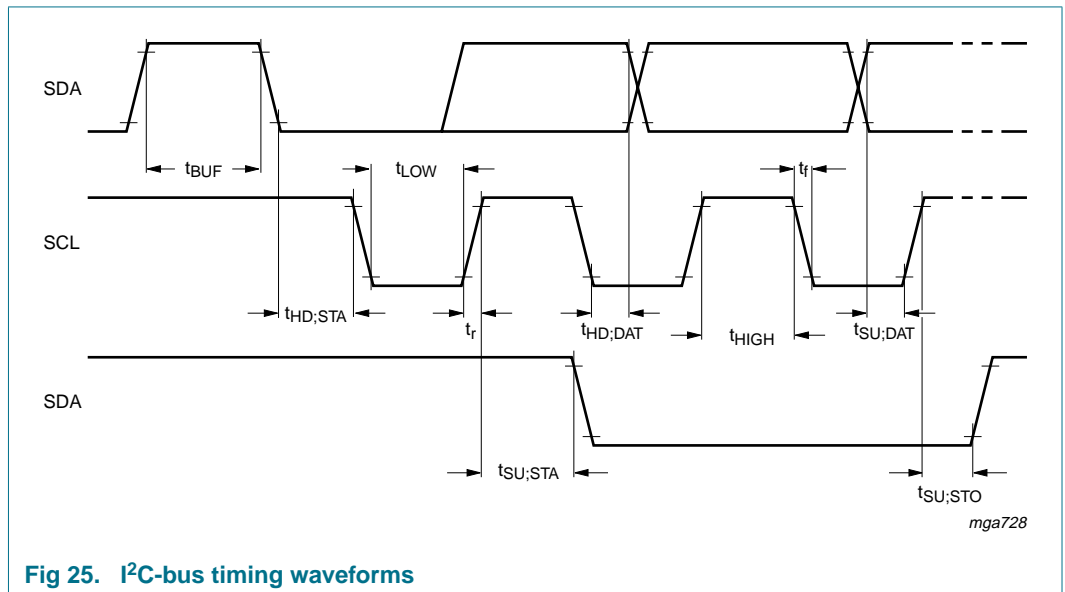 SDA
tBUF
tLOW
tf
SCL
tHD;STA
tr
tHD;DAT
tHIGH
tSU;DAT
SDA
tSU;STA
tSU;STO
mga728
Fig 25. I²C-bus timing waveforms